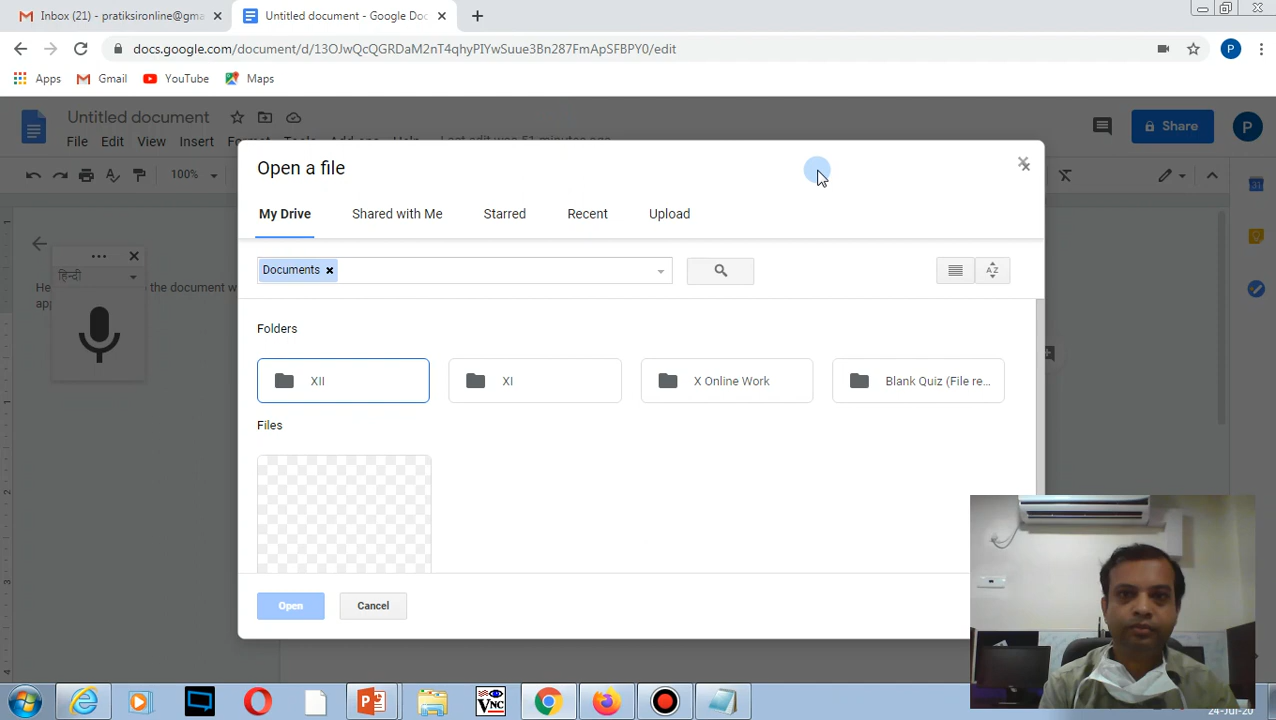 Inbox (21) - pratiksironline@gma
Untitled document - Google Doc
docs.google.com/document/d/13OJwQcQGRDaM2nT4qhyPIYwSuue3Bn287FmApSFBPY0/edit
P
Apps
Gmail
YouTube
Maps
Untitled document
File Edit View Insert Format Tools Add-ons Help Last edit was 51 minutes ago
Share
P
100%
Open a file
My Drive
Shared with Me
Starred
Recent
Upload
Documents
AZ
हिन्दी
He
the document w
app
Folders
XII
XI
X Online Work
Blank Quiz (File re...
Files
Open
Cancel
VNC
24-Jul-20